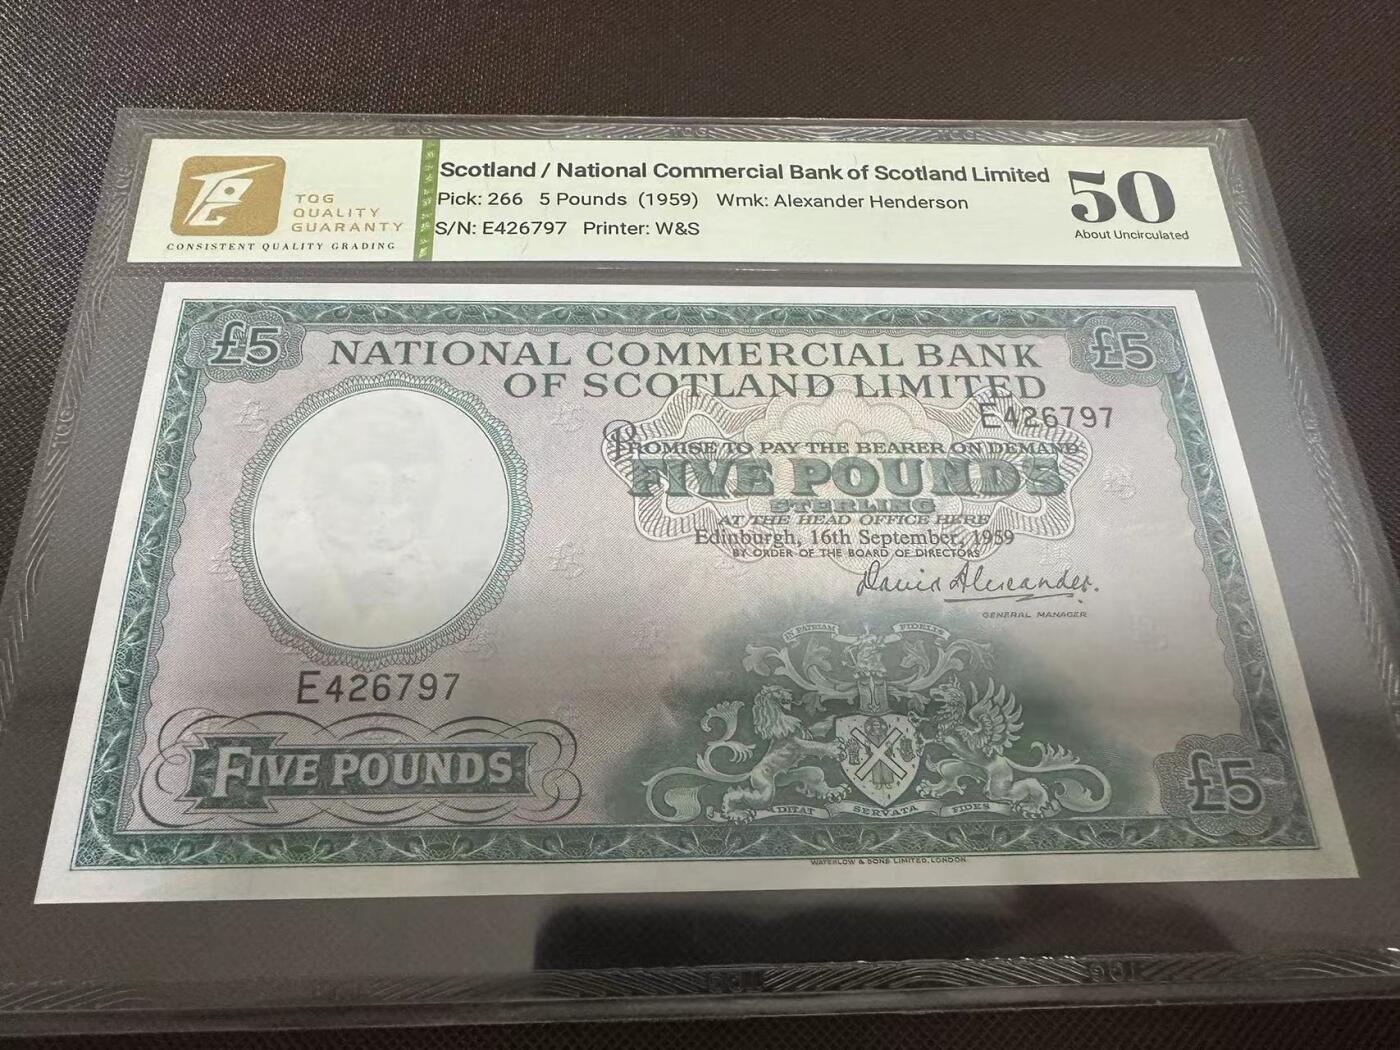 TQG
QUALITY
GUARANTY
CONSISTENT QUALITY GRADING
Scotland / National Commercial Bank of Scotland Limited
Pick: 266 5 Pounds (1959) Wmk: Alexander Henderson
S/N: E426797 Printer: W&S
50
About Uncirculated
£5
£5
NATIONAL COMMERCIAL BANK
OF SCOTLAND LIMITED
E426797
PROMISE TO PAY THE BEARER ON DEMAND
FIVE POUNDS
STERLING
AT THE HEAD OFFICE HERE
Edinburgh, 16th September, 1959
BY ORDER OF THE BOARD OF DIRECTORS
David Alexander.
GENERAL MANAGER
IN PATRIAM FIDELIS
E426797
FIVE POUNDS
DITAT SERVATA FIDES
£5
WATERLOW & SONS LIMITED, LONDON